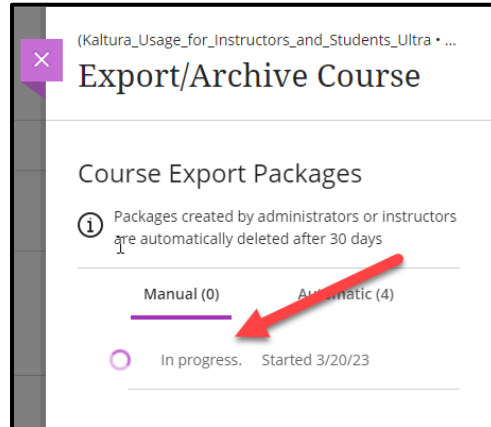 (Kaltura_Usage_for_Instructors_and_Students_Ultra • ...
Export/Archive Course
Course Export Packages
Packages created by administrators or instructors
are automatically deleted after 30 days
Manual (0) Automatic (4)
In progress. Started 3/20/23